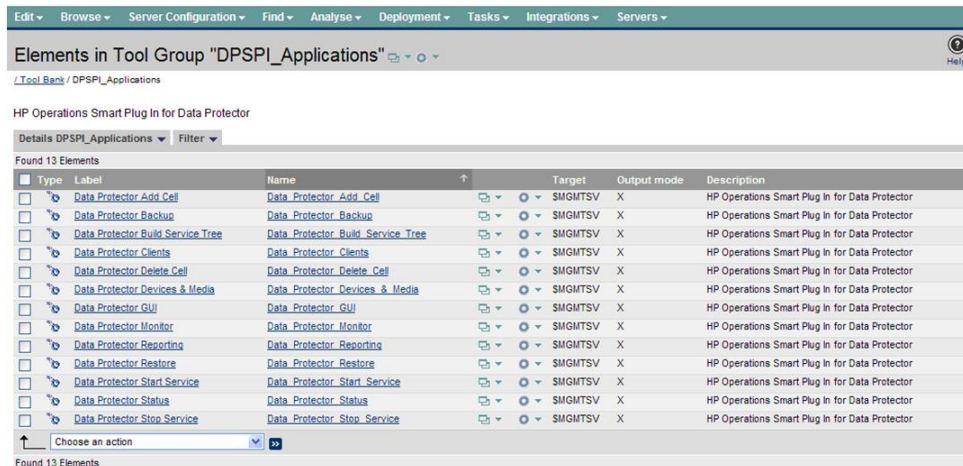 Edit Browse Server Configuration Find Analyse Deployment Tasks Integrations Servers
Elements in Tool Group "DPSPI_Applications"
Help
/ Tool Bank / DPSPI_Applications
HP Operations Smart Plug In for Data Protector
Details DPSPI_Applications Filter
Found 13 Elements
Type Label Name Target Output mode Description
Data Protector Add Cell Data_Protector_Add_Cell $MGMTSV X HP Operations Smart Plug In for Data Protector
Data Protector Backup Data_Protector_Backup $MGMTSV X HP Operations Smart Plug In for Data Protector
Data Protector Build Service Tree Data_Protector_Build_Service_Tree $MGMTSV X HP Operations Smart Plug In for Data Protector
Data Protector Clients Data_Protector_Clients $MGMTSV X HP Operations Smart Plug In for Data Protector
Data Protector Delete Cell Data_Protector_Delete_Cell $MGMTSV X HP Operations Smart Plug In for Data Protector
Data Protector Devices & Media Data_Protector_Devices_&_Media $MGMTSV X HP Operations Smart Plug In for Data Protector
Data Protector GUI Data_Protector_GUI $MGMTSV X HP Operations Smart Plug In for Data Protector
Data Protector Monitor Data_Protector_Monitor $MGMTSV X HP Operations Smart Plug In for Data Protector
Data Protector Reporting Data_Protector_Reporting $MGMTSV X HP Operations Smart Plug In for Data Protector
Data Protector Restore Data_Protector_Restore $MGMTSV X HP Operations Smart Plug In for Data Protector
Data Protector Start Service Data_Protector_Start_Service $MGMTSV X HP Operations Smart Plug In for Data Protector
Data Protector Status Data_Protector_Status $MGMTSV X HP Operations Smart Plug In for Data Protector
Data Protector Stop Service Data_Protector_Stop_Service $MGMTSV X HP Operations Smart Plug In for Data Protector
Choose an action
Found 13 Elements